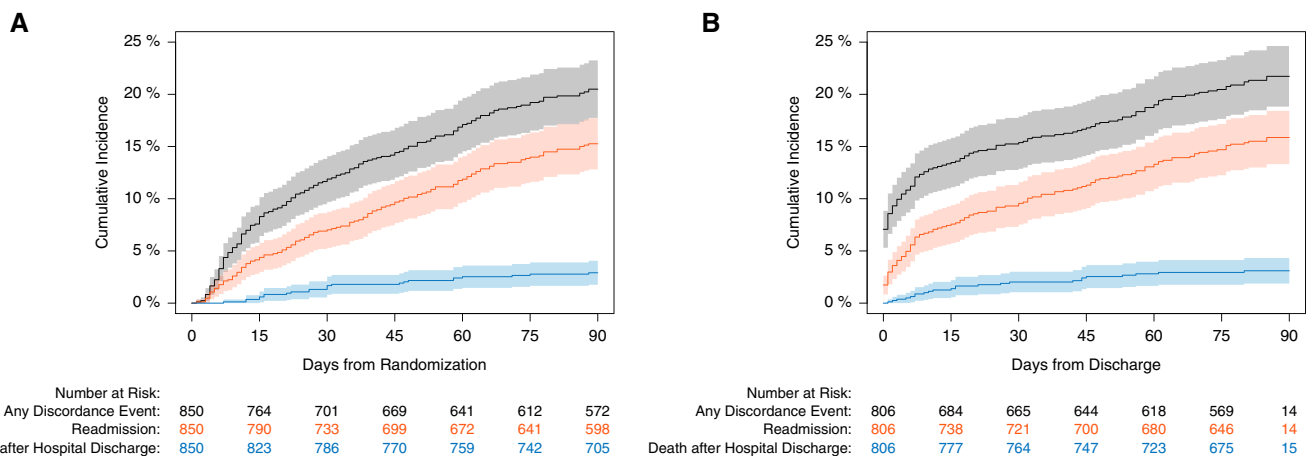 A
B
25 %
20 %
15 %
10 %
5 %
0 %
Cumulative Incidence
0 15 30 45 60 75 90
Days from Randomization
Number at Risk:
Any Discordance Event: 850 764 701 669 641 612 572
Readmission: 850 790 733 699 672 641 598
after Hospital Discharge: 850 823 786 770 759 742 705
25 %
20 %
15 %
10 %
5 %
0 %
Cumulative Incidence
0 15 30 45 60 75 90
Days from Discharge
Number at Risk:
Any Discordance Event: 806 684 665 644 618 569 14
Readmission: 806 738 721 700 680 646 14
Death after Hospital Discharge: 806 777 764 747 723 675 15